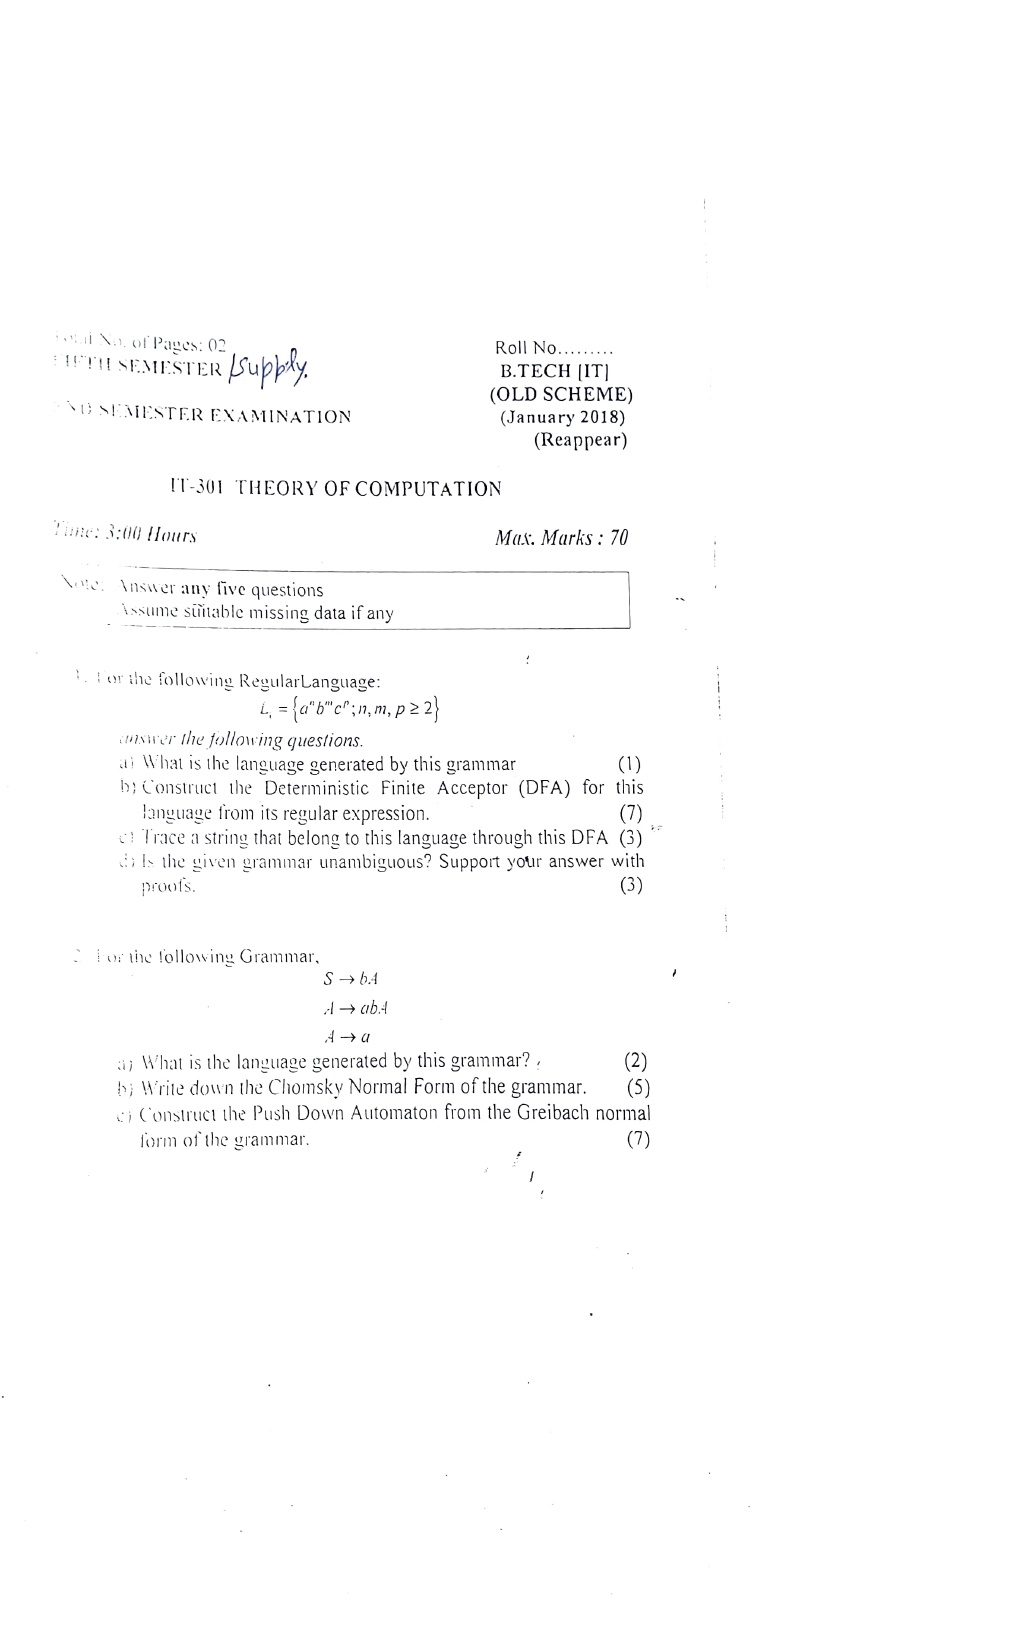 Total No. of Pages: 02
FIFTH SEMESTER /Supply.
END SEMESTER EXAMINATION
Roll No.........
B.TECH [IT]
(OLD SCHEME)
(January 2018)
(Reappear)
IT-301 THEORY OF COMPUTATION
Time: 3:00 Hours
Max. Marks : 70
Note: Answer any five questions
Assume suitable missing data if any
1. For the following RegularLanguage:
L₁ = {aⁿbᵐcᵖ; n, m, p ≥ 2}
answer the following questions.
a) What is the language generated by this grammar (1)
b) Construct the Deterministic Finite Acceptor (DFA) for this
language from its regular expression. (7)
c) Trace a string that belong to this language through this DFA (3)
d) Is the given grammar unambiguous? Support your answer with
proofs. (3)
2. For the following Grammar,
S → bA
A → abA
A → a
a) What is the language generated by this grammar? (2)
b) Write down the Chomsky Normal Form of the grammar. (5)
c) Construct the Push Down Automaton from the Greibach normal
form of the grammar. (7)